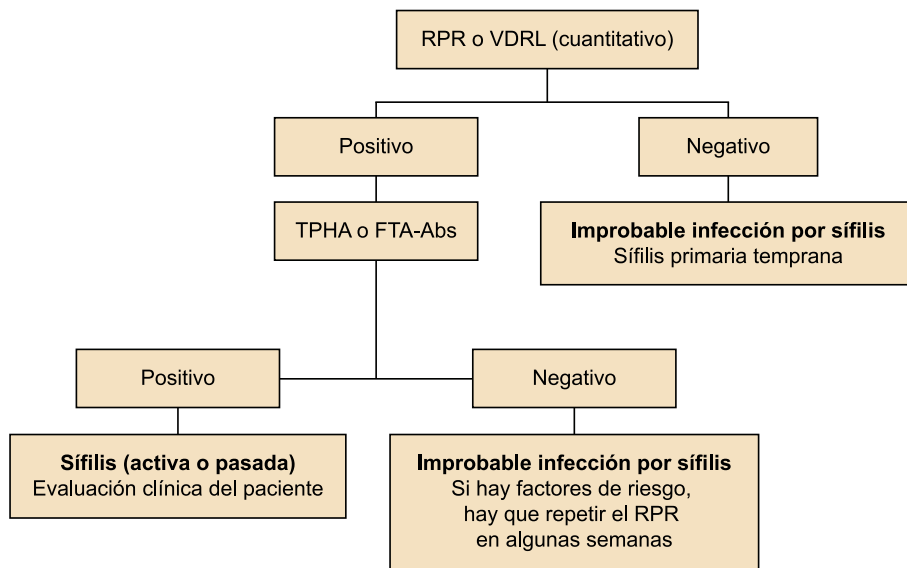 RPR o VDRL (cuantitativo)
Positivo
Negativo
TPHA o FTA-Abs
Improbable infección por sífilis
Sífilis primaria temprana
Positivo
Negativo
Sífilis (activa o pasada)
Evaluación clínica del paciente
Improbable infección por sífilis
Si hay factores de riesgo,
hay que repetir el RPR
en algunas semanas